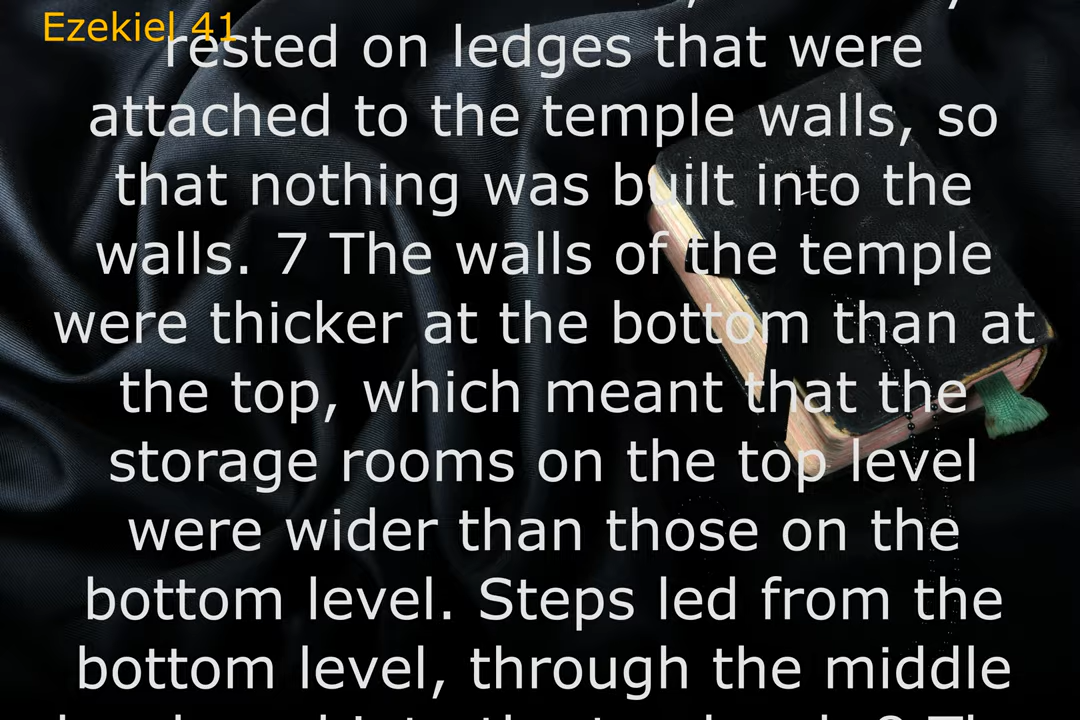 Ezekiel 41
rested on ledges that were
attached to the temple walls, so
that nothing was built into the
walls. 7 The walls of the temple
were thicker at the bottom than at
the top, which meant that the
storage rooms on the top level
were wider than those on the
bottom level. Steps led from the
bottom level, through the middle